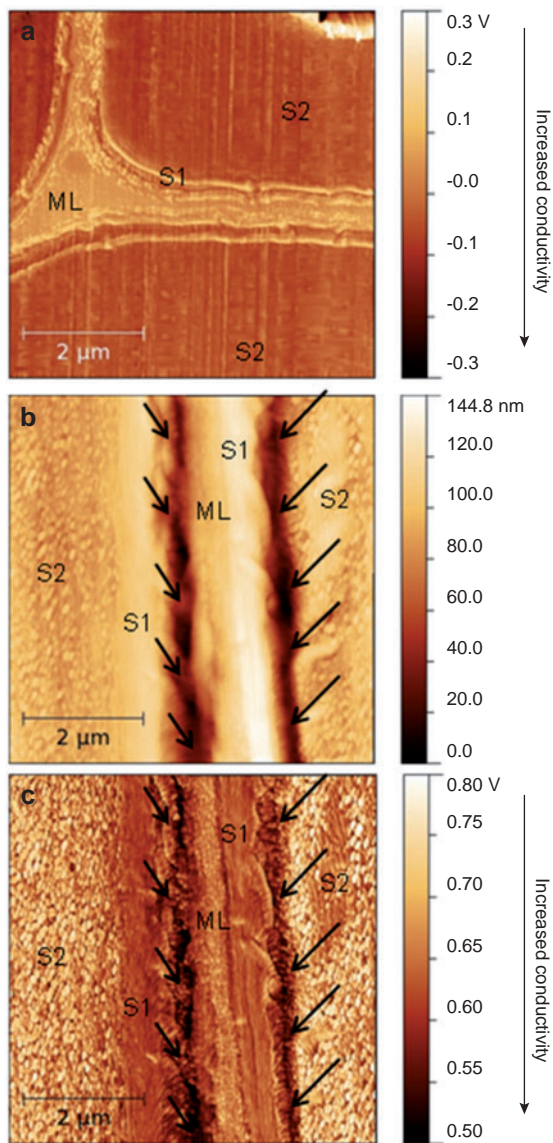 a
S2
S1
ML
S2
2 μm
0.3 V
0.2
0.1
-0.0
-0.1
-0.2
-0.3
Increased conductivity
b
S1
S2
ML
S2
S1
2 μm
144.8 nm
120.0
100.0
80.0
60.0
40.0
20.0
0.0
c
S1
S2
ML
S2
S1
2 μm
0.80 V
0.75
0.70
0.65
0.60
0.55
0.50
Increased conductivity